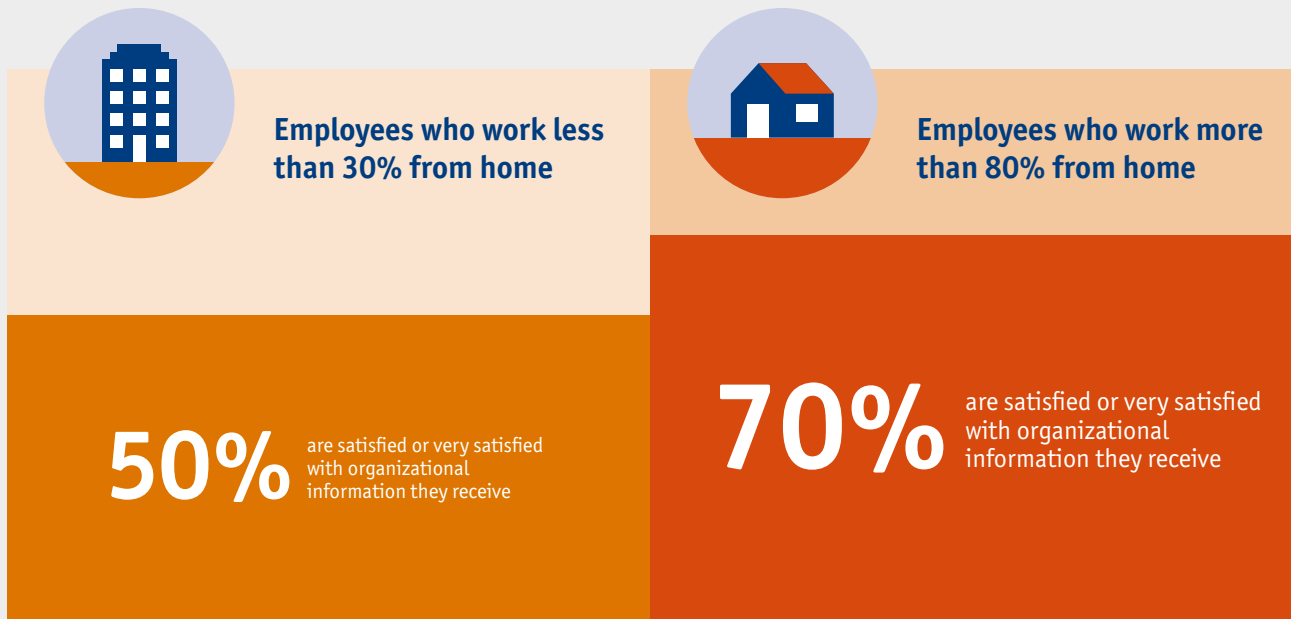 Employees who work less
than 30% from home
50%
are satisfied or very satisfied
with organizational
information they receive
Employees who work more
than 80% from home
70%
are satisfied or very satisfied
with organizational
information they receive